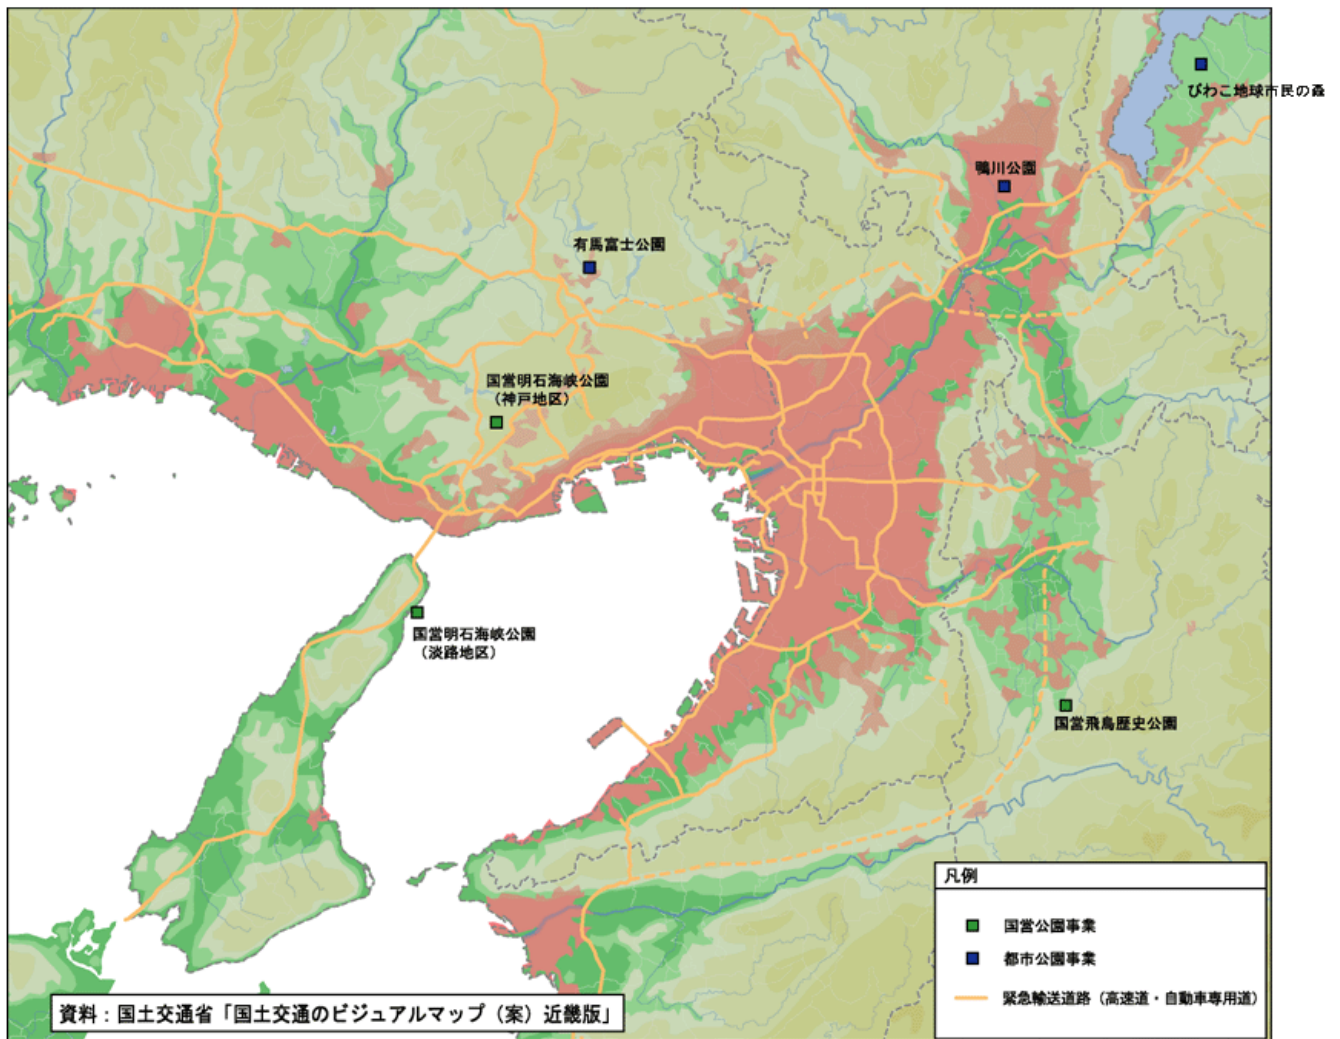 びわこ地球市民の森
鴨川公園
有馬富士公園
国営明石海峡公園
（神戸地区）
国営明石海峡公園
（淡路地区）
国営飛鳥歴史公園
凡例
国営公園事業
都市公園事業
緊急輸送道路（高速道・自動車専用道）
資料：国土交通省「国土交通のビジュアルマップ（案）近畿版」